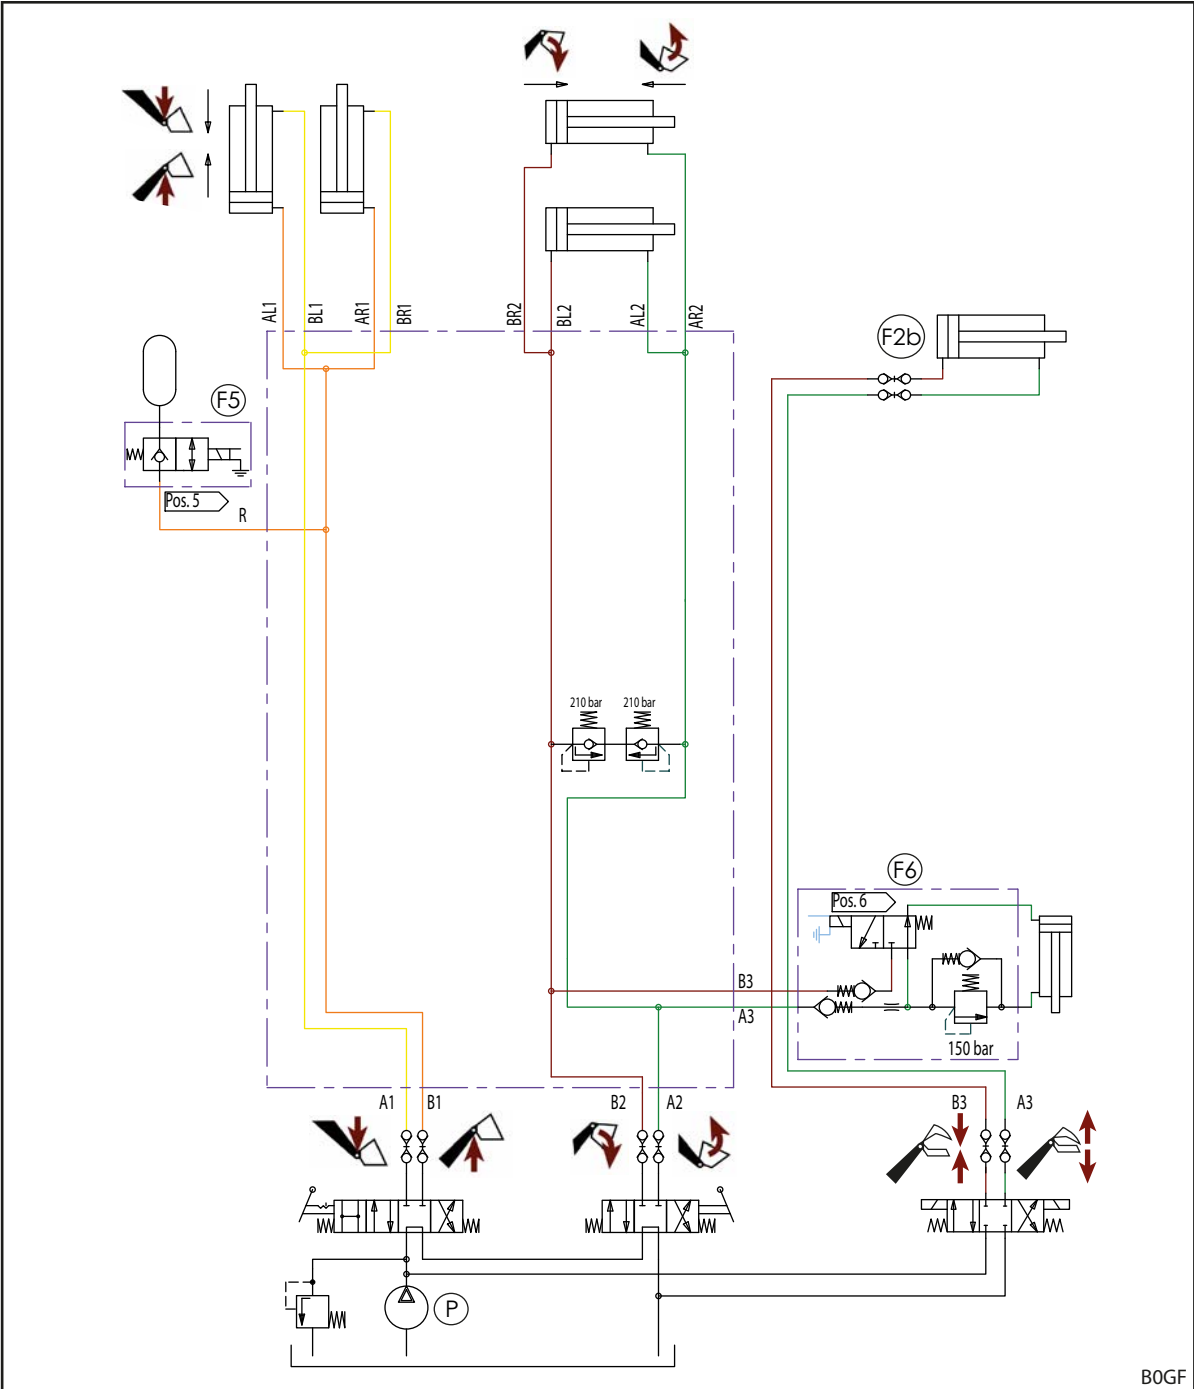 AL1
BL1
AR1
BR1
BR2
BL2
AL2
AR2
F2b
F5
Pos. 5
R
210 bar
210 bar
F6
Pos. 6
B3
A3
150 bar
A1
B1
B2
A2
B3
A3
P
B0GF